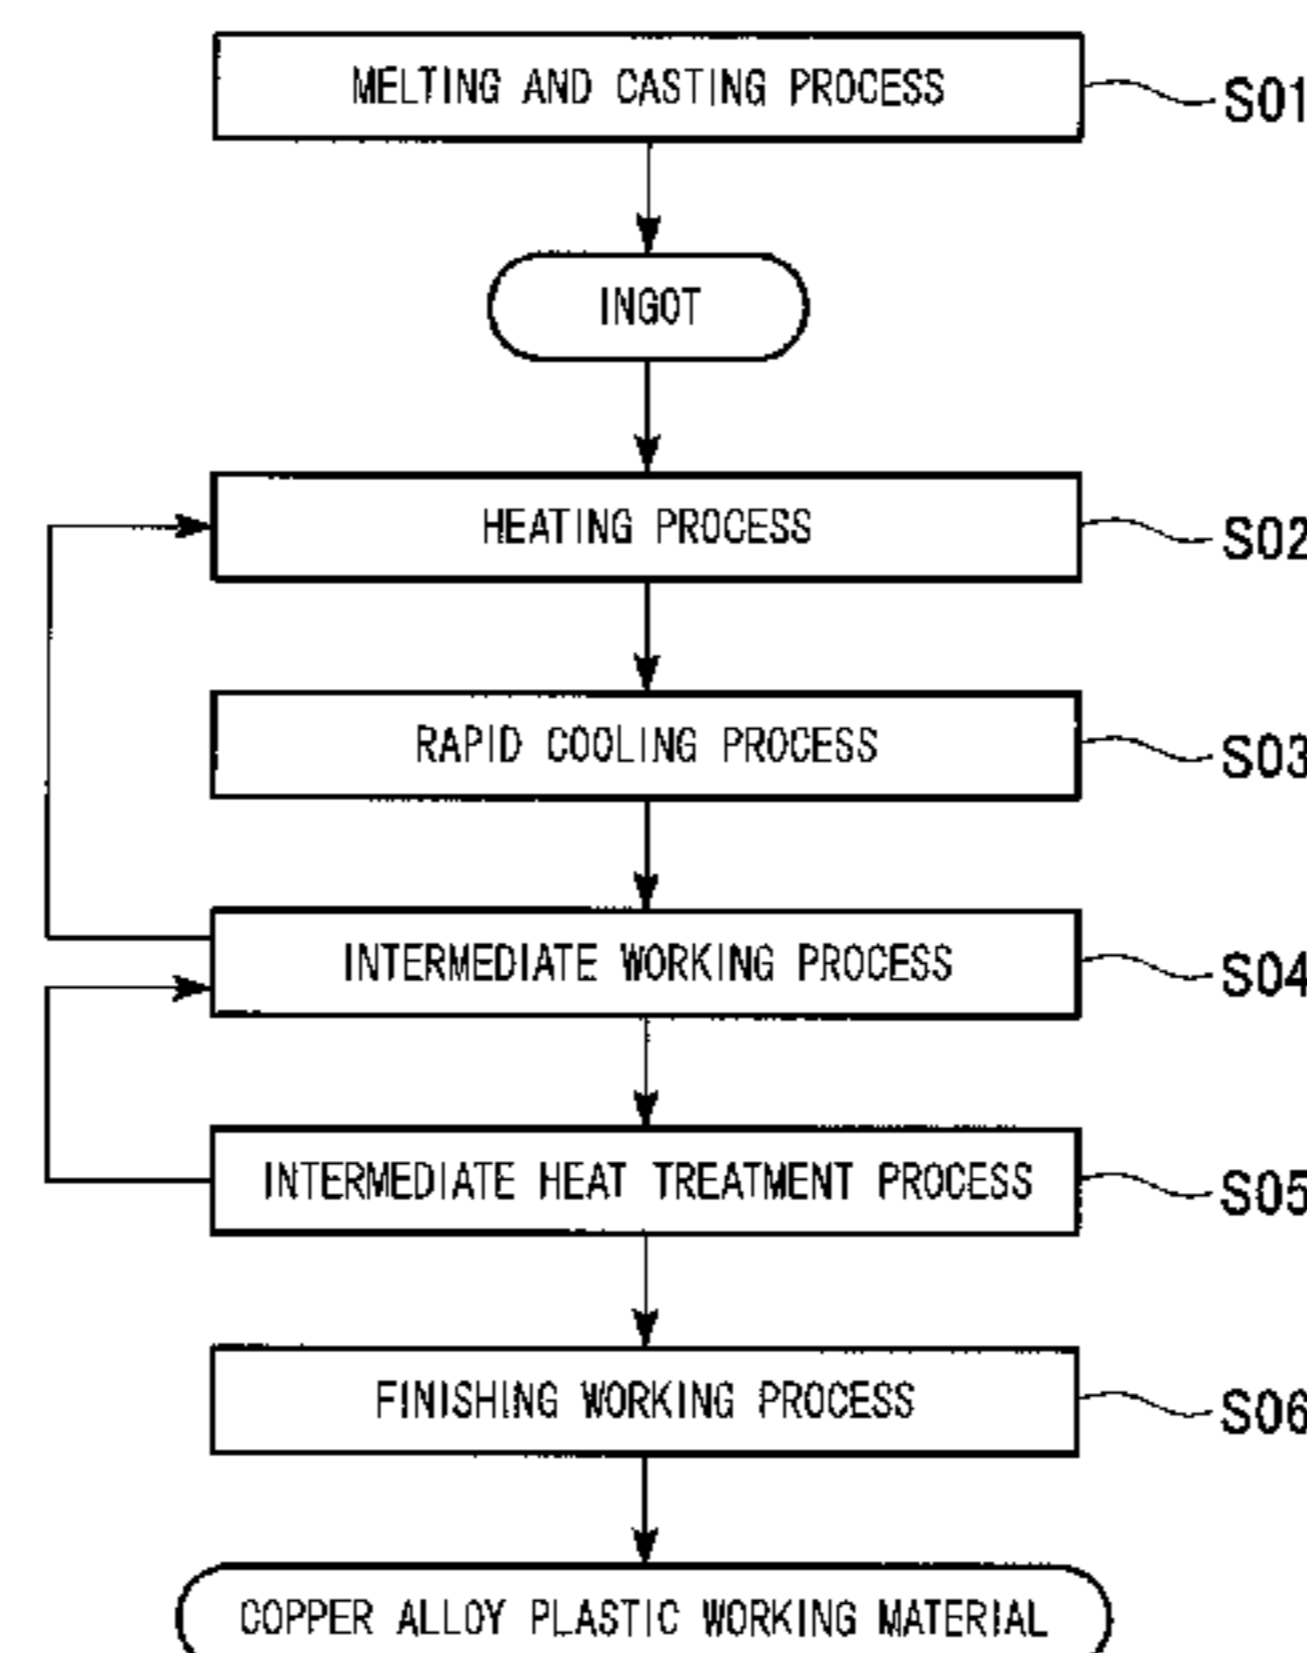 MELTING AND CASTING PROCESS
S01
INGOT
HEATING PROCESS
S02
RAPID COOLING PROCESS
S03
INTERMEDIATE WORKING PROCESS
S04
INTERMEDIATE HEAT TREATMENT PROCESS
S05
FINISHING WORKING PROCESS
S06
COPPER ALLOY PLASTIC WORKING MATERIAL